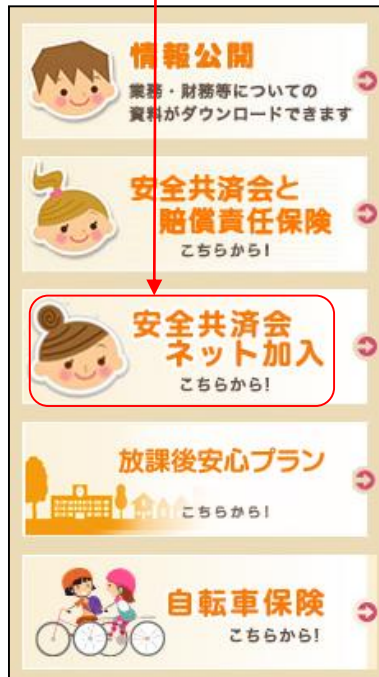 情報公開
業務・財務等についての
資料がダウンロードできます
安全共済会と
賠償責任保険
こちらから!
安全共済会
ネット加入
こちらから!
放課後安心プラン
こちらから!
自転車保険
こちらから!